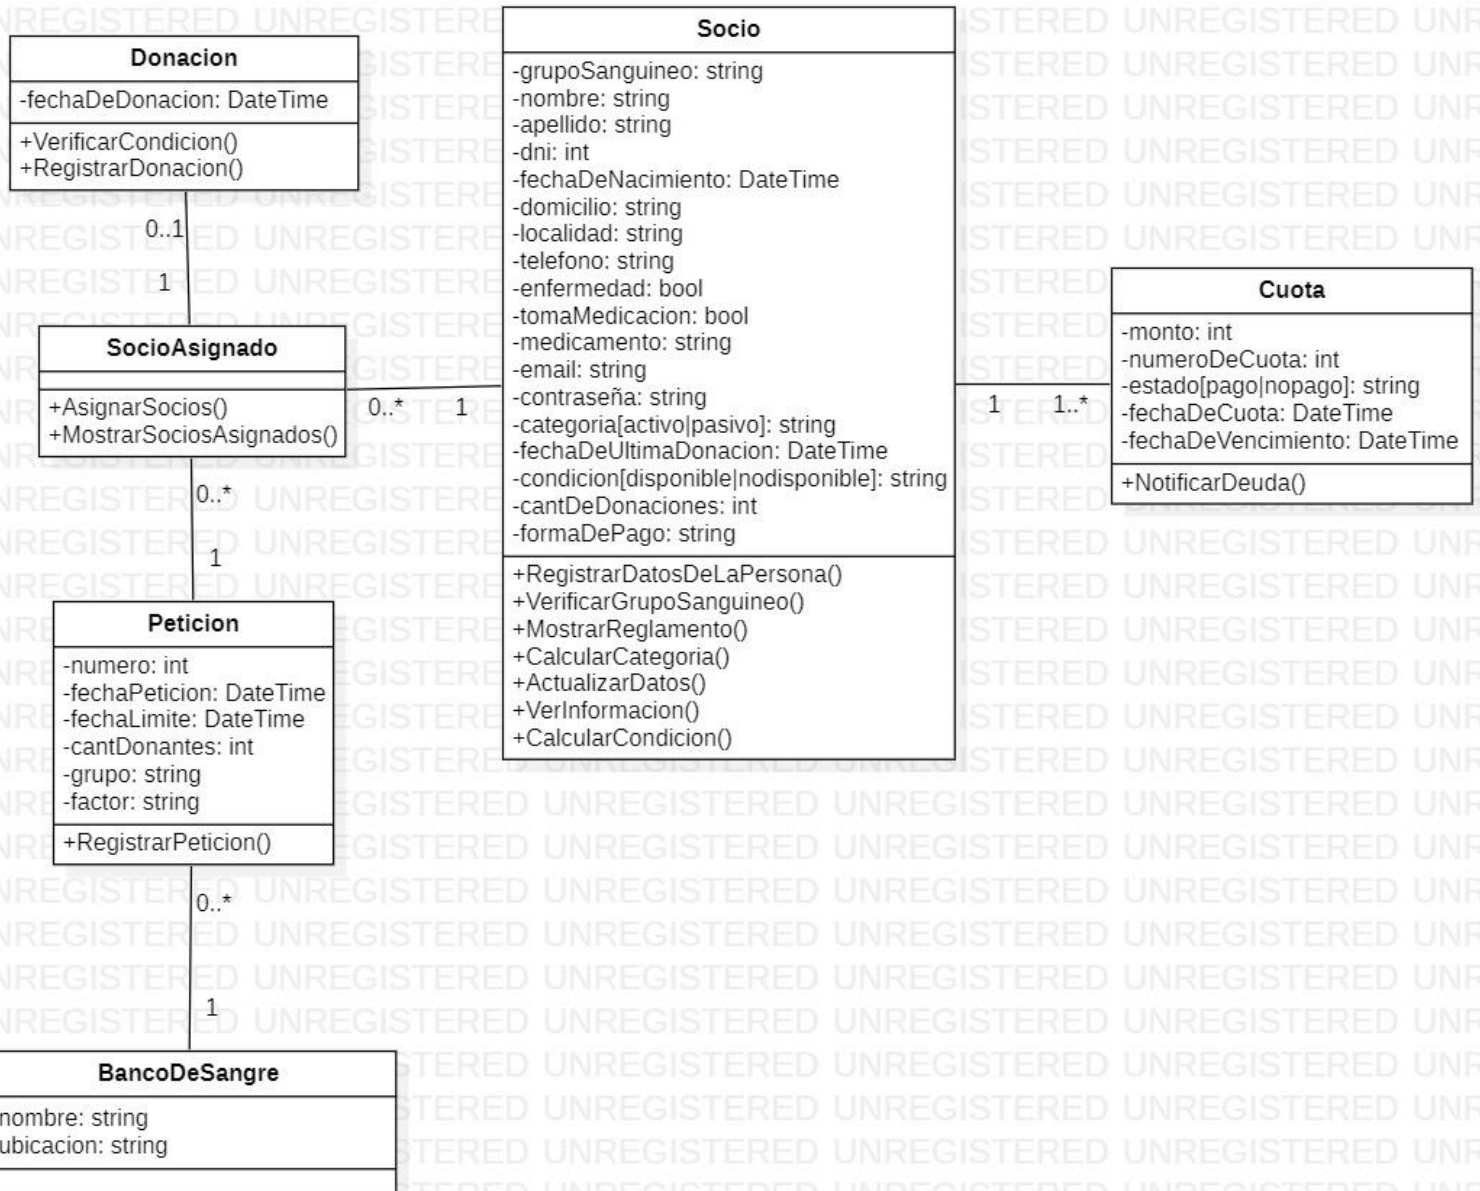 Donacion
-fechaDeDonacion: DateTime
+VerificarCondicion()
+RegistrarDonacion()
0..1
1
SocioAsignado
+AsignarSocios()
+MostrarSociosAsignados()
0..*
1
0..*
1
Peticion
-numero: int
-fechaPeticion: DateTime
-fechaLimite: DateTime
-cantDonantes: int
-grupo: string
-factor: string
+RegistrarPeticion()
0..*
1
BancoDeSangre
nombre: string
ubicacion: string
Socio
-grupoSanguineo: string
-nombre: string
-apellido: string
-dni: int
-fechaDeNacimiento: DateTime
-domicilio: string
-localidad: string
-telefono: string
-enfermedad: bool
-tomaMedicacion: bool
-medicamento: string
-email: string
-contraseña: string
-categoria[activo|pasivo]: string
-fechaDeUltimaDonacion: DateTime
-condicion[disponible|nodisponible]: string
-cantDeDonaciones: int
-formaDePago: string
+RegistrarDatosDeLaPersona()
+VerificarGrupoSanguineo()
+MostrarReglamento()
+CalcularCategoria()
+ActualizarDatos()
+VerInformacion()
+CalcularCondicion()
1
1..*
Cuota
-monto: int
-numeroDeCuota: int
-estado[pago|nopago]: string
-fechaDeCuota: DateTime
-fechaDeVencimiento: DateTime
+NotificarDeuda()
UNREGISTERED